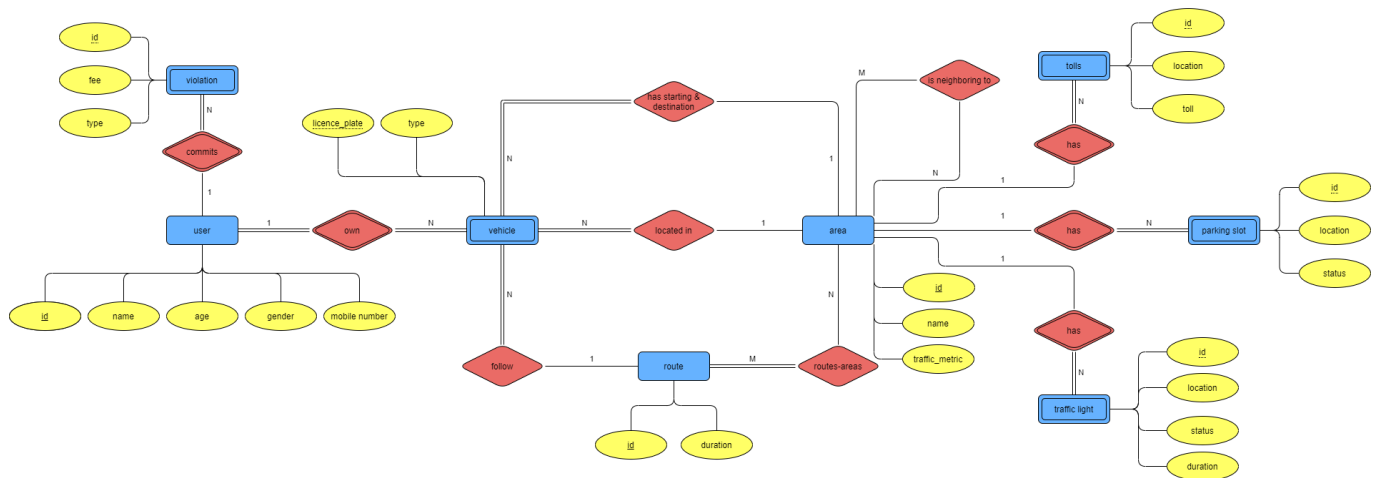 id
tolls
violation
is neighboring to
M
location
fee
has starting &
destination
licence_plate
type
toll
type
N
N
commits
has
N
1
N
1
1
id
1
user
1
own
N
vehicle
N
located in
1
area
1
has
N
parking slot
location
1
status
id
N
N
id
name
age
gender
mobile number
name
has
id
follow
1
route
M
routes-areas
traffic_metric
N
location
traffic light
status
id
duration
duration